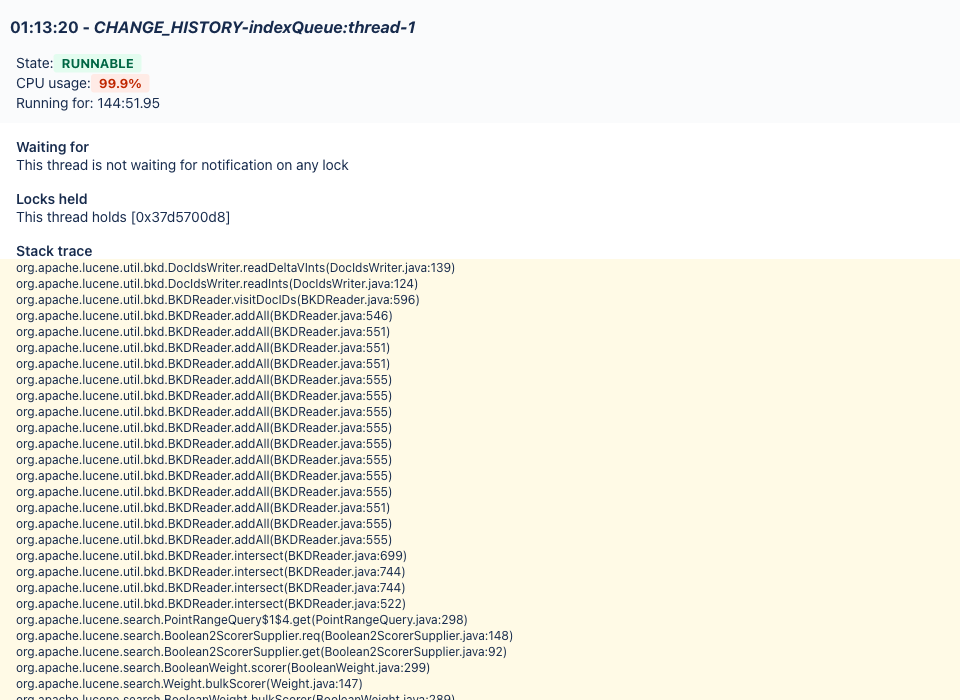 01:13:20 - CHANGE_HISTORY-indexQueue:thread-1
State: RUNNABLE
CPU usage: 99.9%
Running for: 144:51.95
Waiting for
This thread is not waiting for notification on any lock
Locks held
This thread holds [0x37d5700d8]
Stack trace
org.apache.lucene.util.bkd.DocIdsWriter.readDeltaVInts(DocIdsWriter.java:139)
org.apache.lucene.util.bkd.DocIdsWriter.readInts(DocIdsWriter.java:124)
org.apache.lucene.util.bkd.BKDReader.visitDocIDs(BKDReader.java:596)
org.apache.lucene.util.bkd.BKDReader.addAll(BKDReader.java:546)
org.apache.lucene.util.bkd.BKDReader.addAll(BKDReader.java:551)
org.apache.lucene.util.bkd.BKDReader.addAll(BKDReader.java:551)
org.apache.lucene.util.bkd.BKDReader.addAll(BKDReader.java:551)
org.apache.lucene.util.bkd.BKDReader.addAll(BKDReader.java:555)
org.apache.lucene.util.bkd.BKDReader.addAll(BKDReader.java:555)
org.apache.lucene.util.bkd.BKDReader.addAll(BKDReader.java:555)
org.apache.lucene.util.bkd.BKDReader.addAll(BKDReader.java:555)
org.apache.lucene.util.bkd.BKDReader.addAll(BKDReader.java:555)
org.apache.lucene.util.bkd.BKDReader.addAll(BKDReader.java:555)
org.apache.lucene.util.bkd.BKDReader.addAll(BKDReader.java:555)
org.apache.lucene.util.bkd.BKDReader.addAll(BKDReader.java:555)
org.apache.lucene.util.bkd.BKDReader.addAll(BKDReader.java:551)
org.apache.lucene.util.bkd.BKDReader.addAll(BKDReader.java:555)
org.apache.lucene.util.bkd.BKDReader.addAll(BKDReader.java:555)
org.apache.lucene.util.bkd.BKDReader.intersect(BKDReader.java:699)
org.apache.lucene.util.bkd.BKDReader.intersect(BKDReader.java:744)
org.apache.lucene.util.bkd.BKDReader.intersect(BKDReader.java:744)
org.apache.lucene.util.bkd.BKDReader.intersect(BKDReader.java:522)
org.apache.lucene.search.PointRangeQuery$1$4.get(PointRangeQuery.java:298)
org.apache.lucene.search.Boolean2ScorerSupplier.req(Boolean2ScorerSupplier.java:148)
org.apache.lucene.search.Boolean2ScorerSupplier.get(Boolean2ScorerSupplier.java:92)
org.apache.lucene.search.BooleanWeight.scorer(BooleanWeight.java:299)
org.apache.lucene.search.Weight.bulkScorer(Weight.java:147)
org.apache.lucene.search.BooleanWeight.bulkScorer(BooleanWeight.java:289)